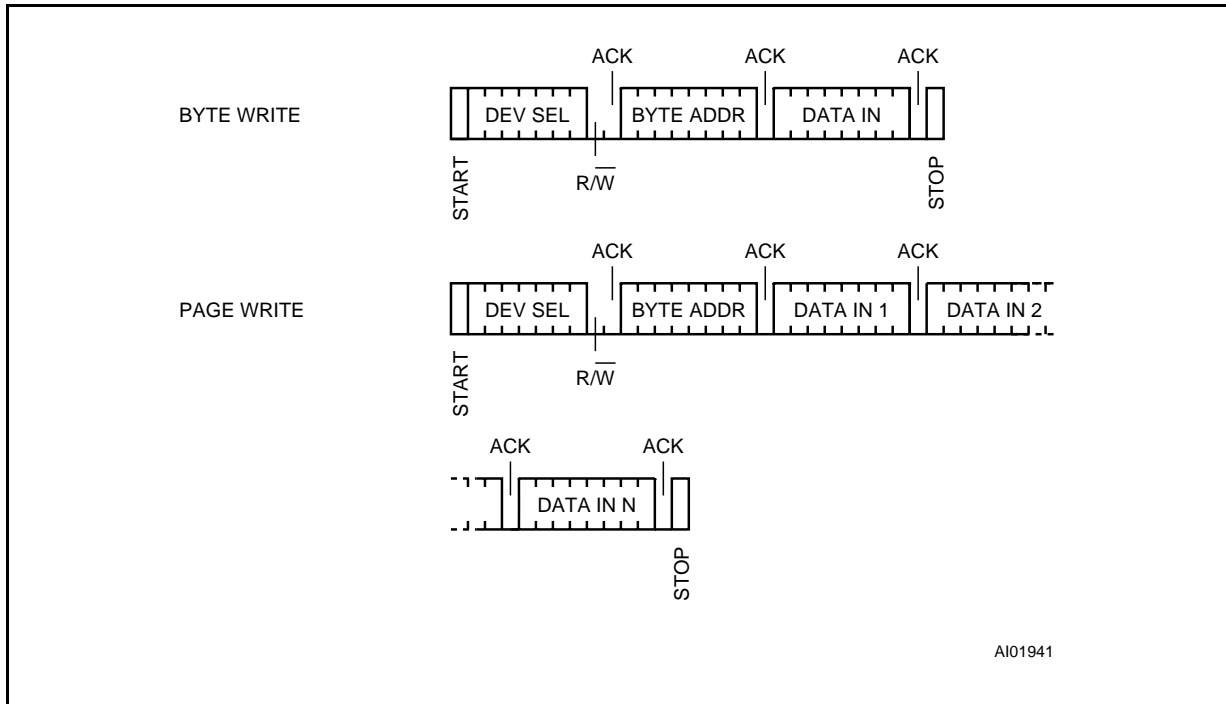 ACK ACK ACK
BYTE WRITE DEV SEL BYTE ADDR DATA IN
R/W̅
START STOP
ACK ACK ACK
PAGE WRITE DEV SEL BYTE ADDR DATA IN 1 DATA IN 2
R/W̅
START
ACK ACK
DATA IN N
STOP
AI01941